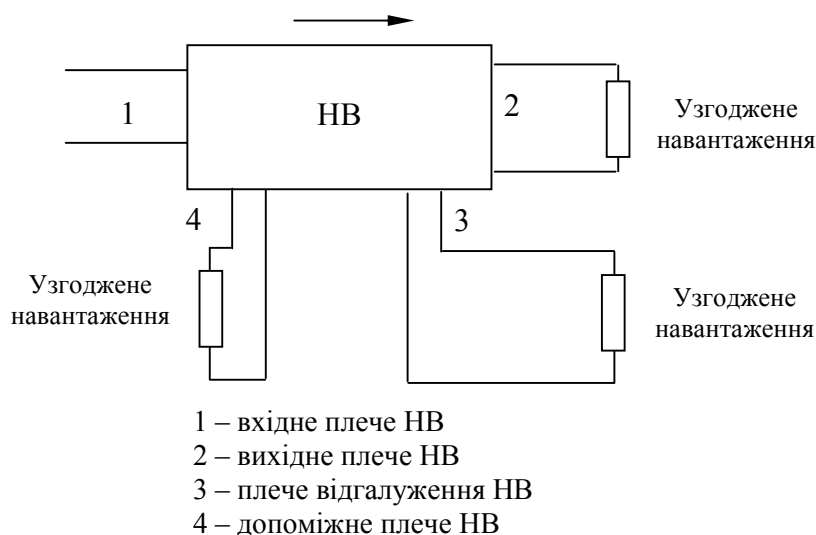 1
НВ
2
Узгоджене
навантаження
4
3
Узгоджене
навантаження
Узгоджене
навантаження
1 – вхідне плече НВ
2 – вихідне плече НВ
3 – плече відгалуження НВ
4 – допоміжне плече НВ